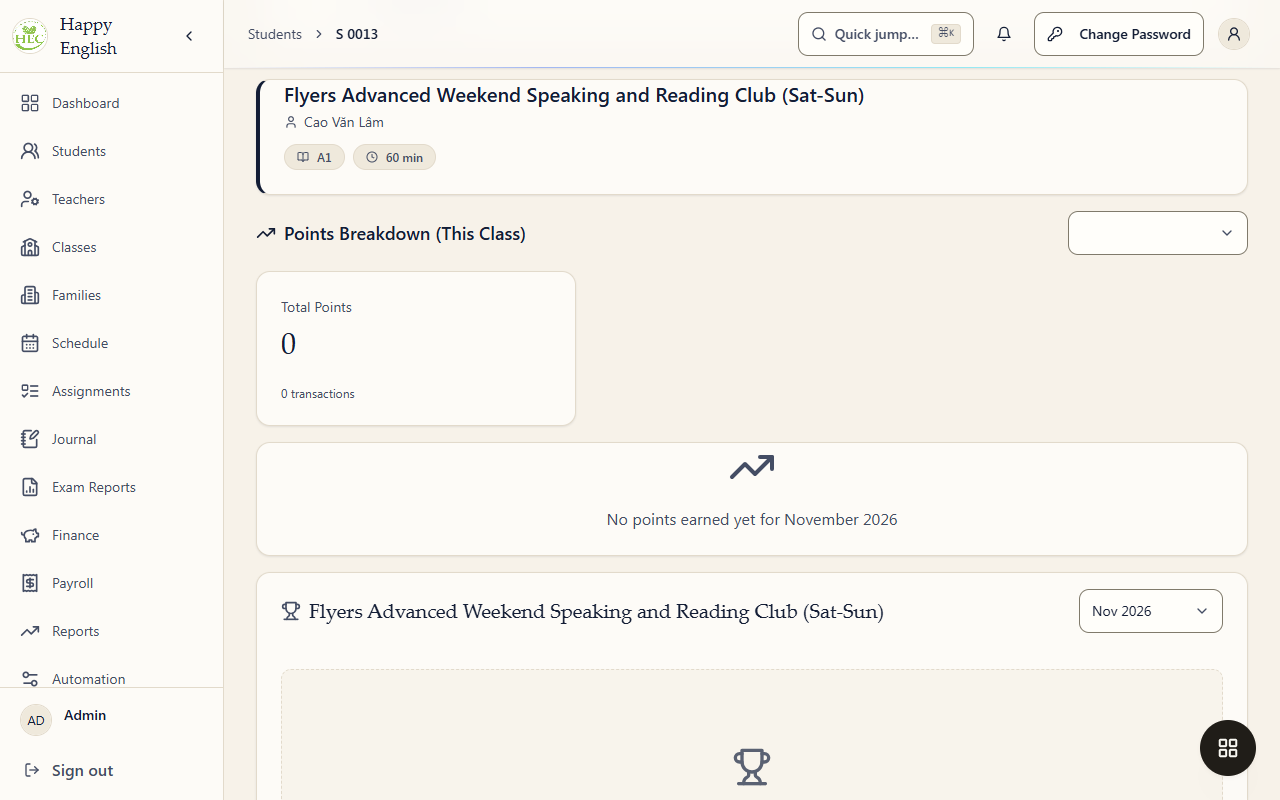 HEC
Happy
English
Students
S 0013
Quick jump...
⌘K
Change Password
Dashboard
Students
Teachers
Classes
Families
Schedule
Assignments
Journal
Exam Reports
Finance
Payroll
Reports
Automation
AD
Admin
Sign out
Flyers Advanced Weekend Speaking and Reading Club (Sat-Sun)
Cao Văn Lâm
A1
60 min
Points Breakdown (This Class)
Total Points
0
0 transactions
No points earned yet for November 2026
Flyers Advanced Weekend Speaking and Reading Club (Sat-Sun)
Nov 2026